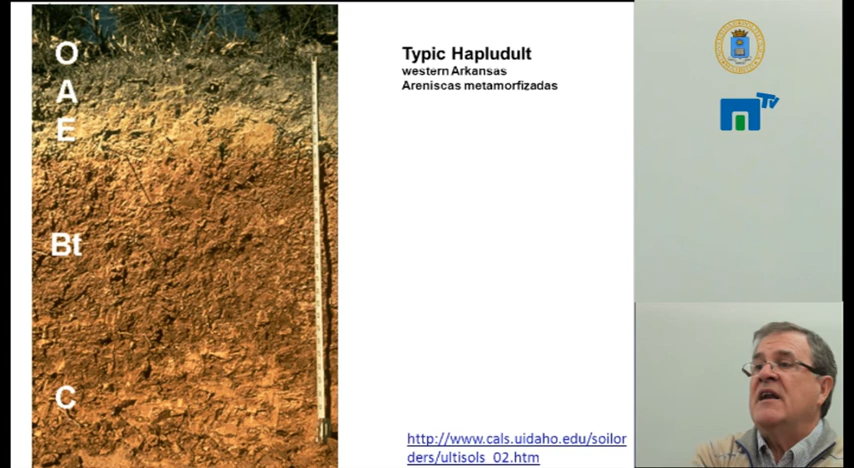 O
A
E
Bt
C
Typic Hapludult
western Arkansas
Areniscas metamorfizadas
http://www.cals.uidaho.edu/soilor
ders/ultisols_02.htm
TV